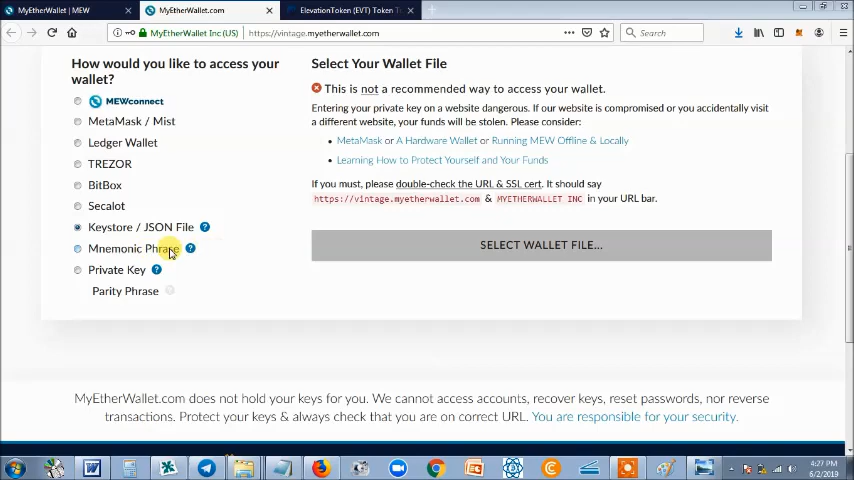 MyEtherWallet | MEW
MyEtherWallet.com
ElevationToken (EVT) Token T
MyEtherWallet Inc (US)
https://vintage.myetherwallet.com
Search
How would you like to access your
wallet?
MEWconnect
MetaMask / Mist
Ledger Wallet
TREZOR
BitBox
Secalot
Keystore / JSON File
Mnemonic Phrase
Private Key
Parity Phrase
Select Your Wallet File
This is not a recommended way to access your wallet.
Entering your private key on a website dangerous. If our website is compromised or you accidentally visit
a different website, your funds will be stolen. Please consider:
MetaMask or A Hardware Wallet or Running MEW Offline & Locally
Learning How to Protect Yourself and Your Funds
If you must, please double-check the URL & SSL cert. It should say
https://vintage.myetherwallet.com & MYETHERWALLET INC in your URL bar.
SELECT WALLET FILE...
MyEtherWallet.com does not hold your keys for you. We cannot access accounts, recover keys, reset passwords, nor reverse
transactions. Protect your keys & always check that you are on correct URL. You are responsible for your security.
4:27 PM
6/2/2019